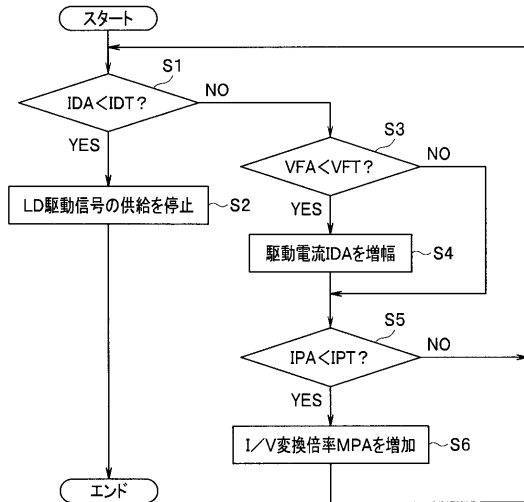 スタート
S1
IDA<IDT?
NO
YES
S3
VFA<VFT?
NO
YES
LD駆動信号の供給を停止
S2
駆動電流IDAを増幅
S4
S5
IPA<IPT?
NO
YES
I/V変換倍率MPAを増加
S6
エンド